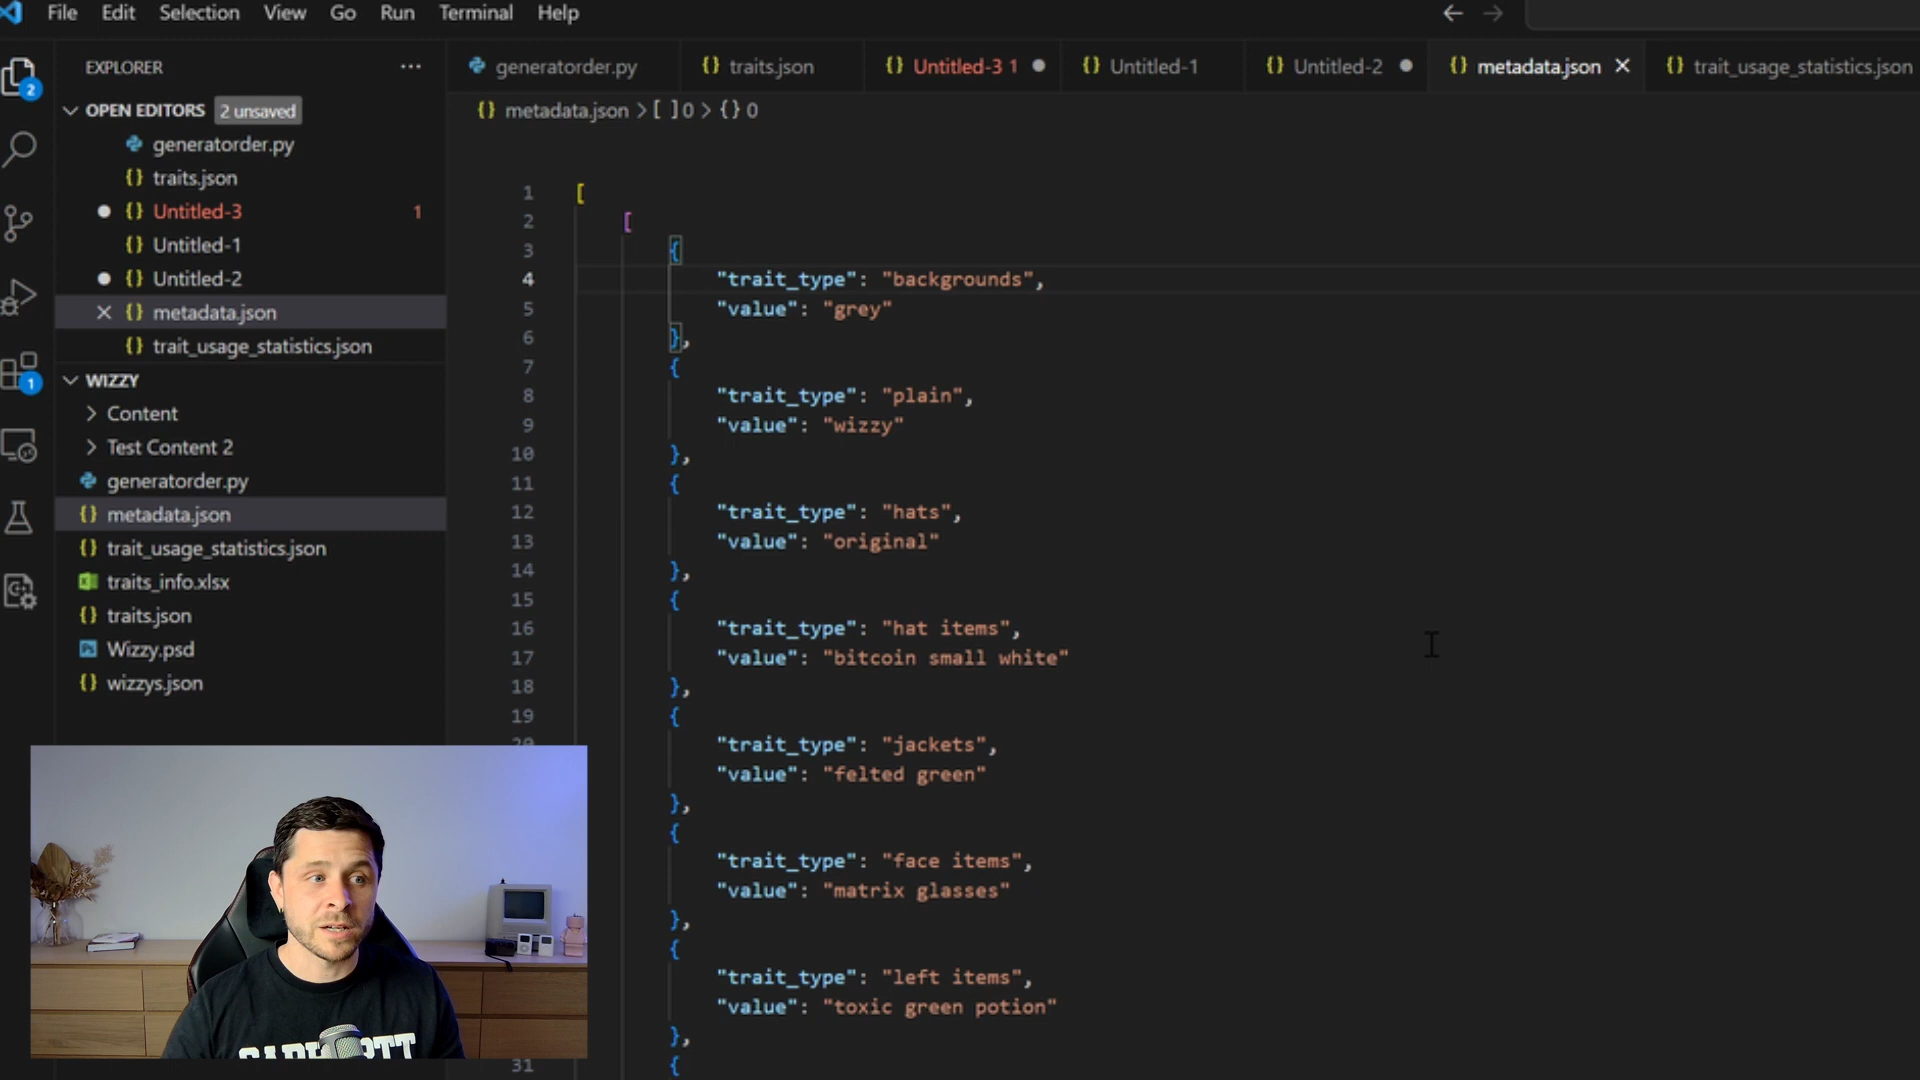 File Edit Selection View Go Run Terminal Help
EXPLORER ...
generatorder.py traits.json Untitled-3 1 Untitled-1 Untitled-2 metadata.json trait_usage_statistics.json
2
OPEN EDITORS 2 unsaved
metadata.json > [ ] 0 > {} 0
generatorder.py
traits.json
Untitled-3 1
Untitled-1
Untitled-2
metadata.json
trait_usage_statistics.json
WIZZY
1
Content
Test Content 2
generatorder.py
metadata.json
trait_usage_statistics.json
traits_info.xlsx
traits.json
Wizzy.psd
wizzys.json
1 [
2 [
3 {
4 "trait_type": "backgrounds",
5 "value": "grey"
6 },
7 {
8 "trait_type": "plain",
9 "value": "wizzy"
10 },
11 {
12 "trait_type": "hats",
13 "value": "original"
14 },
15 {
16 "trait_type": "hat items",
17 "value": "bitcoin small white"
18 },
19 {
"trait_type": "jackets",
"value": "felted green"
},
{
"trait_type": "face items",
"value": "matrix glasses"
},
{
"trait_type": "left items",
"value": "toxic green potion"
},
31 {